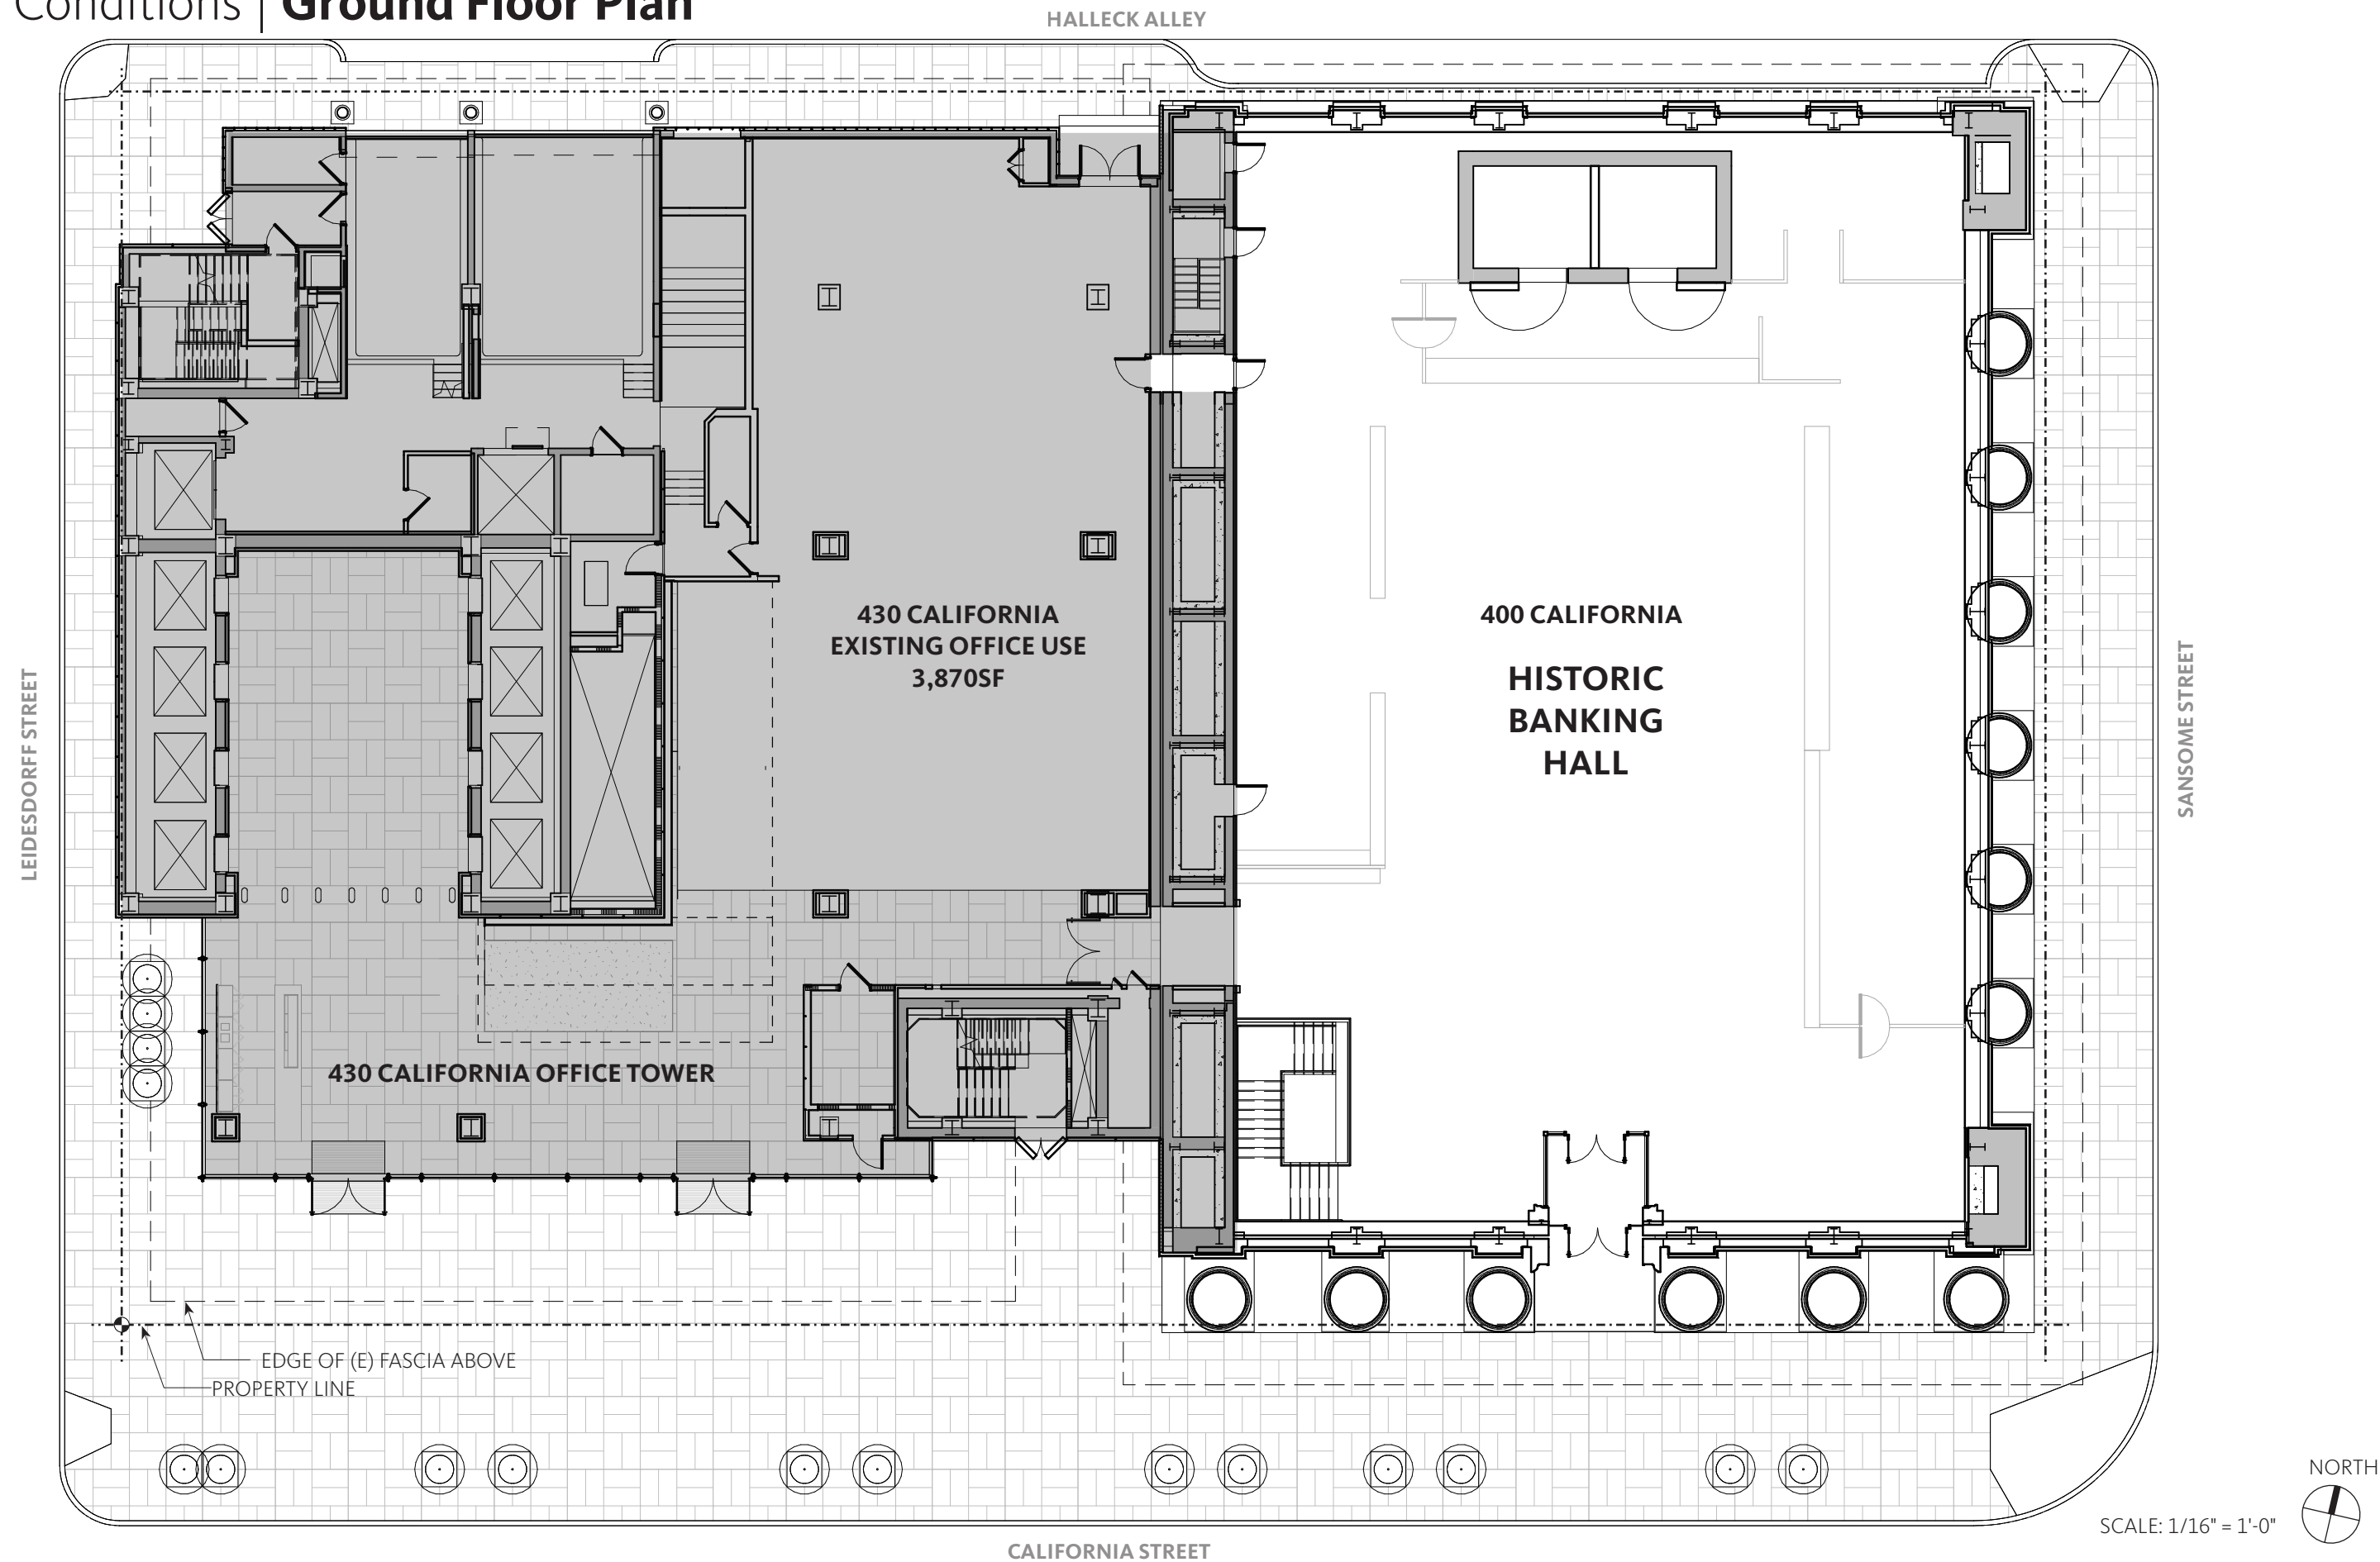 Conditions | Ground Floor Plan
HALLECK ALLEY
LEIDESDORFF STREET
430 CALIFORNIA
EXISTING OFFICE USE
3,870SF
400 CALIFORNIA
HISTORIC
BANKING
HALL
SANSOME STREET
430 CALIFORNIA OFFICE TOWER
EDGE OF (E) FASCIA ABOVE
PROPERTY LINE
NORTH
SCALE: 1/16" = 1'-0"
CALIFORNIA STREET